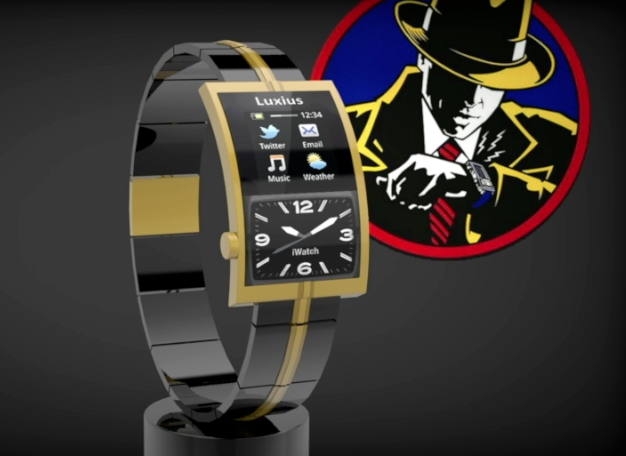 Luxius
12:34
Twitter Email
Music Weather
12
9 3
iWatch
6